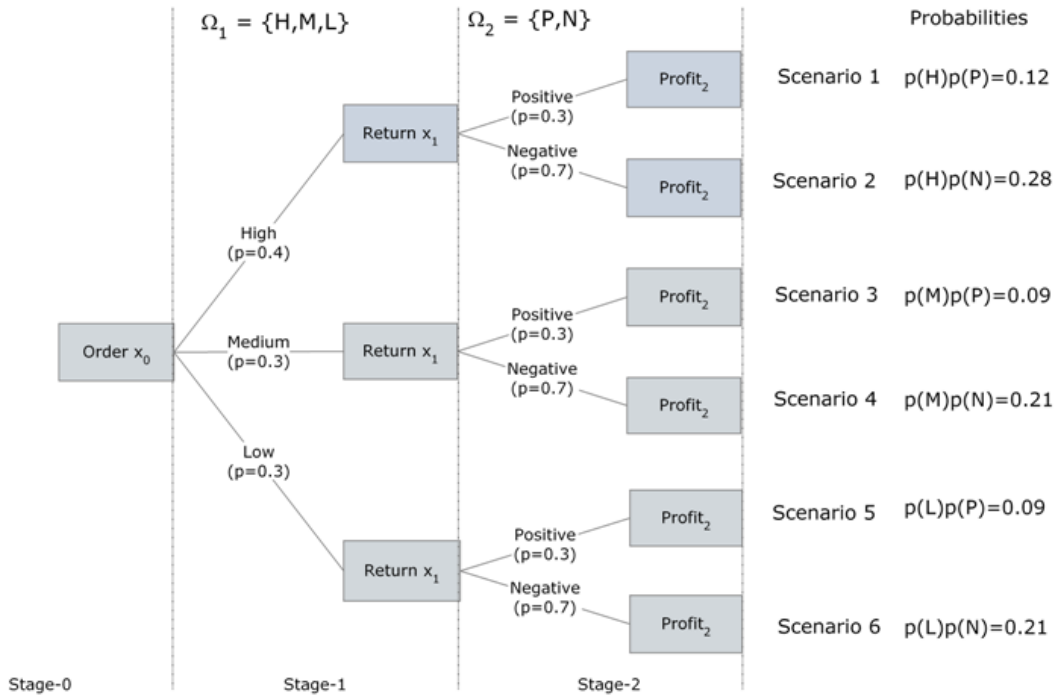 Ω₁ = {H,M,L}
Ω₂ = {P,N}
Probabilities
Order x₀
High
(p=0.4)
Medium
(p=0.3)
Low
(p=0.3)
Return x₁
Positive
(p=0.3)
Negative
(p=0.7)
Profit₂
Scenario 1
p(H)p(P)=0.12
Profit₂
Scenario 2
p(H)p(N)=0.28
Return x₁
Positive
(p=0.3)
Negative
(p=0.7)
Profit₂
Scenario 3
p(M)p(P)=0.09
Profit₂
Scenario 4
p(M)p(N)=0.21
Return x₁
Positive
(p=0.3)
Negative
(p=0.7)
Profit₂
Scenario 5
p(L)p(P)=0.09
Profit₂
Scenario 6
p(L)p(N)=0.21
Stage-0
Stage-1
Stage-2